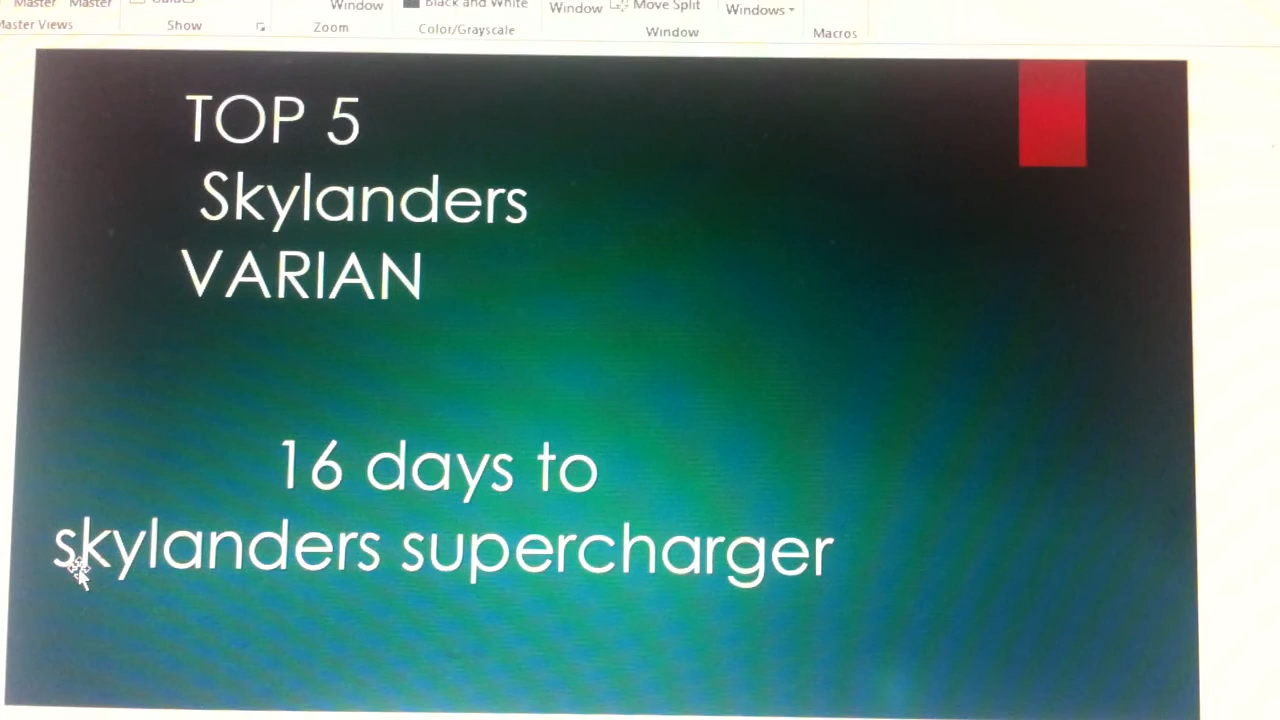 Master Master
Window
Black and White
Window
Move Split
Windows
Master Views
Show
Zoom
Color/Grayscale
Window
Macros
TOP 5
Skylanders
VARIAN
16 days to
skylanders supercharger